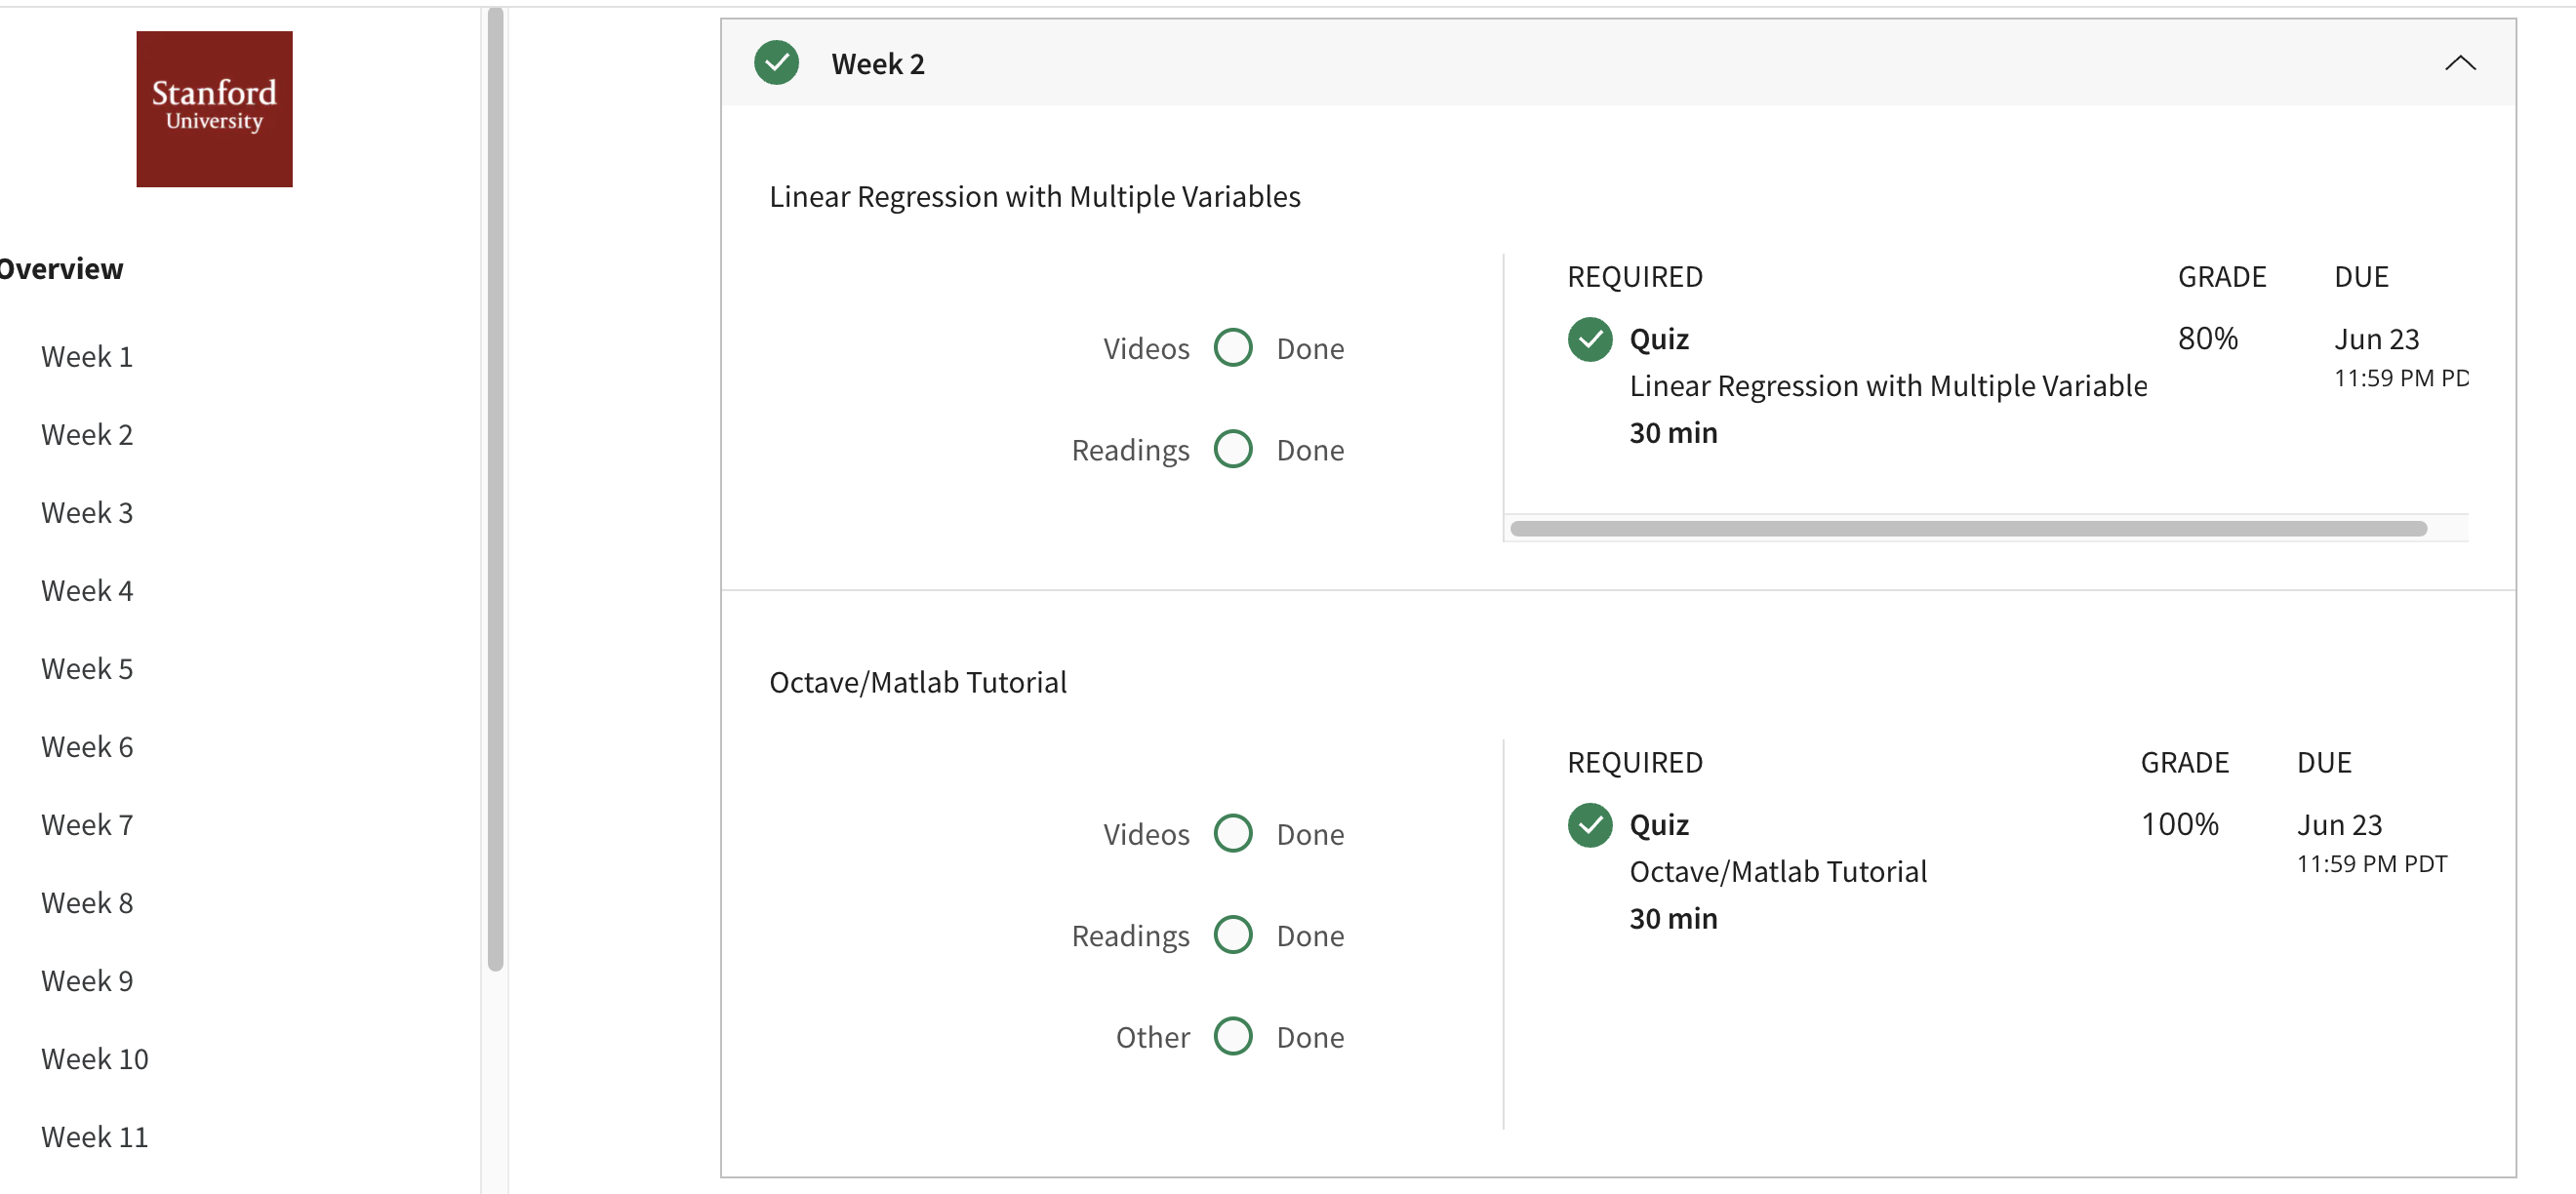 Stanford
University
Overview
Week 1
Week 2
Week 3
Week 4
Week 5
Week 6
Week 7
Week 8
Week 9
Week 10
Week 11
Week 2
Linear Regression with Multiple Variables
Videos Done
Readings Done
REQUIRED GRADE DUE
Quiz 80% Jun 23
Linear Regression with Multiple Variable 11:59 PM PD
30 min
Octave/Matlab Tutorial
Videos Done
Readings Done
Other Done
REQUIRED GRADE DUE
Quiz 100% Jun 23
Octave/Matlab Tutorial 11:59 PM PDT
30 min